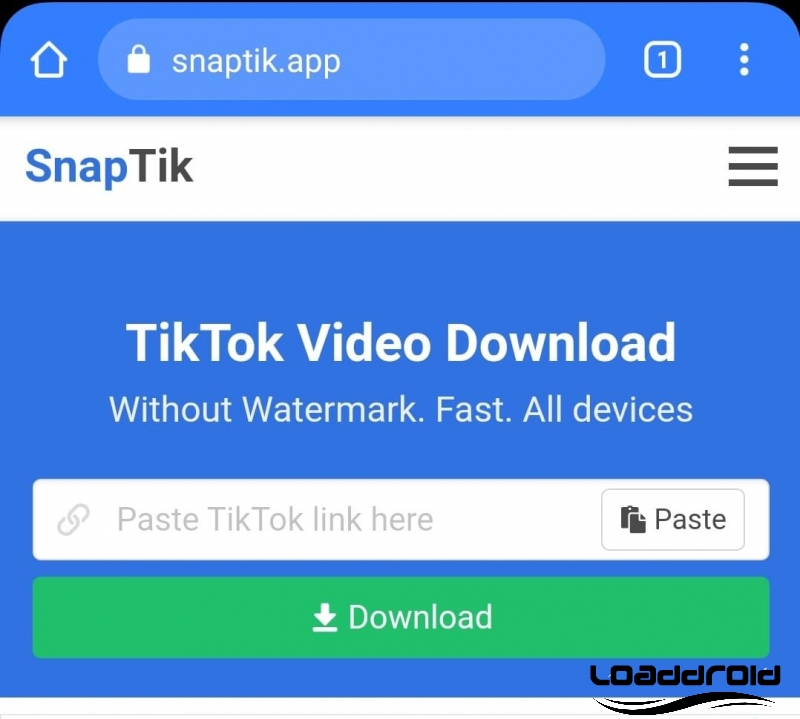 snaptik.app
1
SnapTik
TikTok Video Download
Without Watermark. Fast. All devices
Paste TikTok link here
Paste
Download
LOADDROID